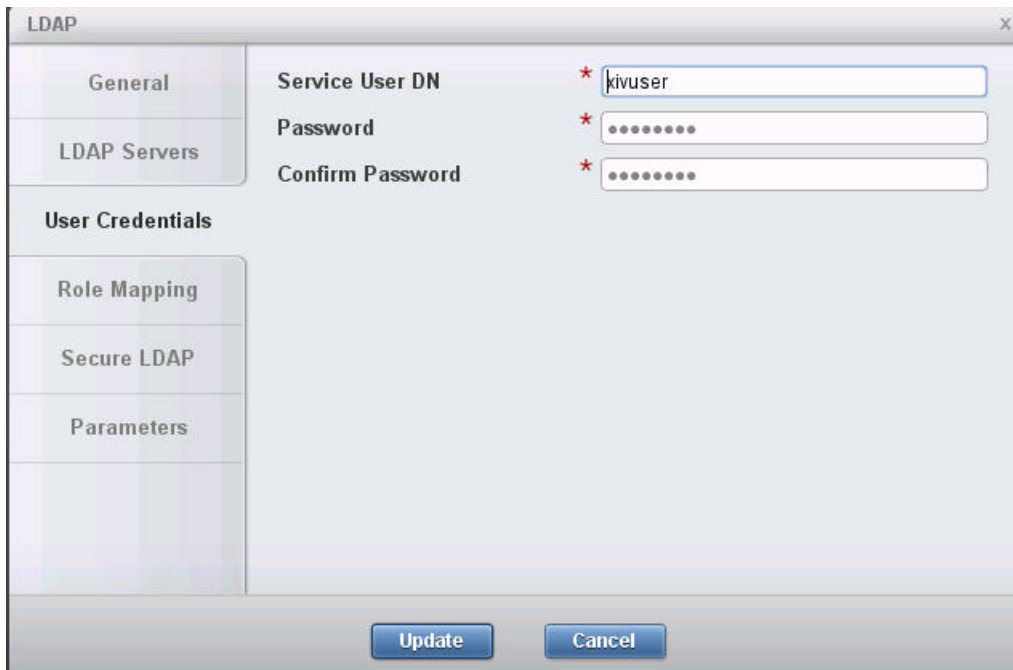 LDAP x
General
LDAP Servers
User Credentials
Role Mapping
Secure LDAP
Parameters
Service User DN * xivuser
Password * ●●●●●●●●
Confirm Password * ●●●●●●●●
Update Cancel